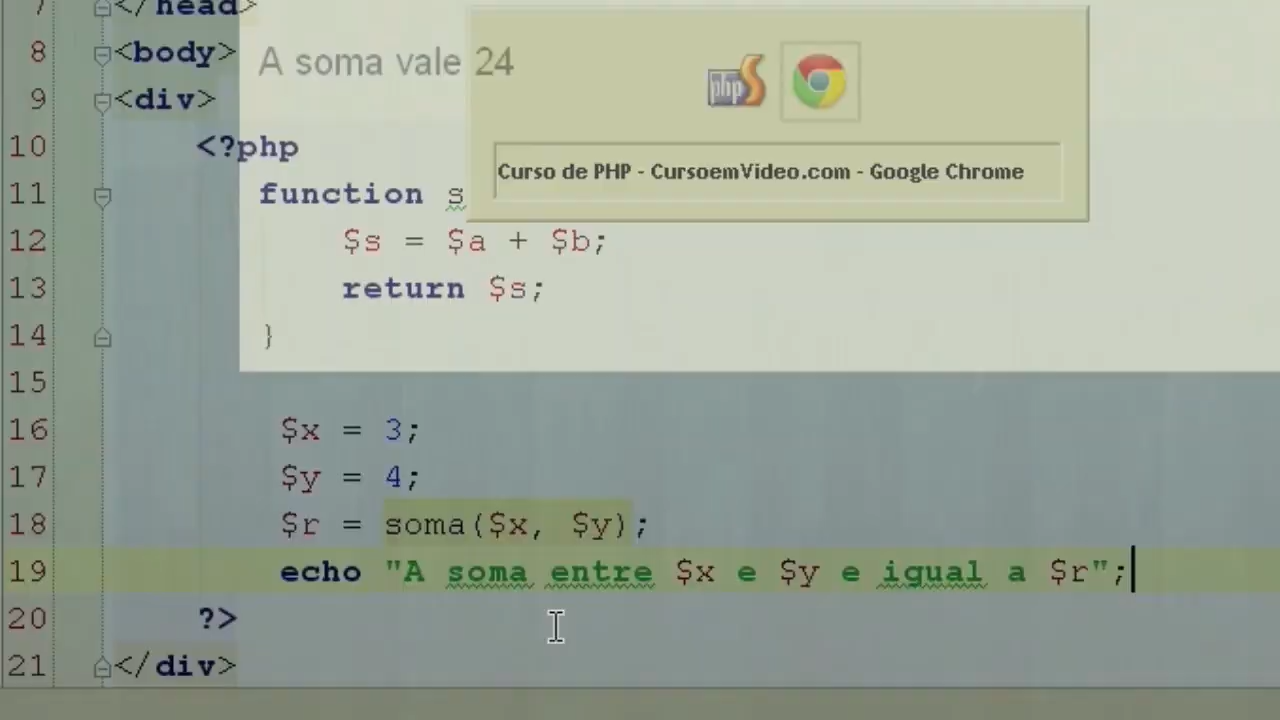 7 </head>
8 <body> A soma vale 24
9 <div>
php
10 <?php
Curso de PHP - CursoemVideo.com - Google Chrome
11 function s
12 $s = $a + $b;
13 return $s;
14 }
15
16 $x = 3;
17 $y = 4;
18 $r = soma($x, $y);
19 echo "A soma entre $x e $y e igual a $r";
20 ?>
21 </div>